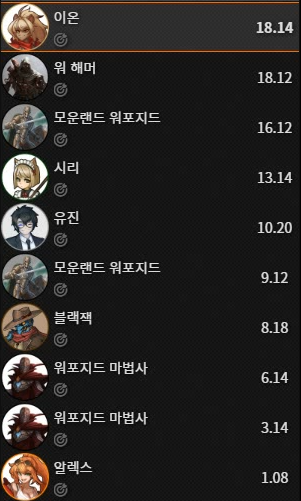 이온
18.14
워 해머
18.12
모운랜드 워포지드
16.12
시리
13.14
유진
10.20
모운랜드 워포지드
9.12
블랙잭
8.18
워포지드 마법사
6.14
워포지드 마법사
3.14
알렉스
1.08